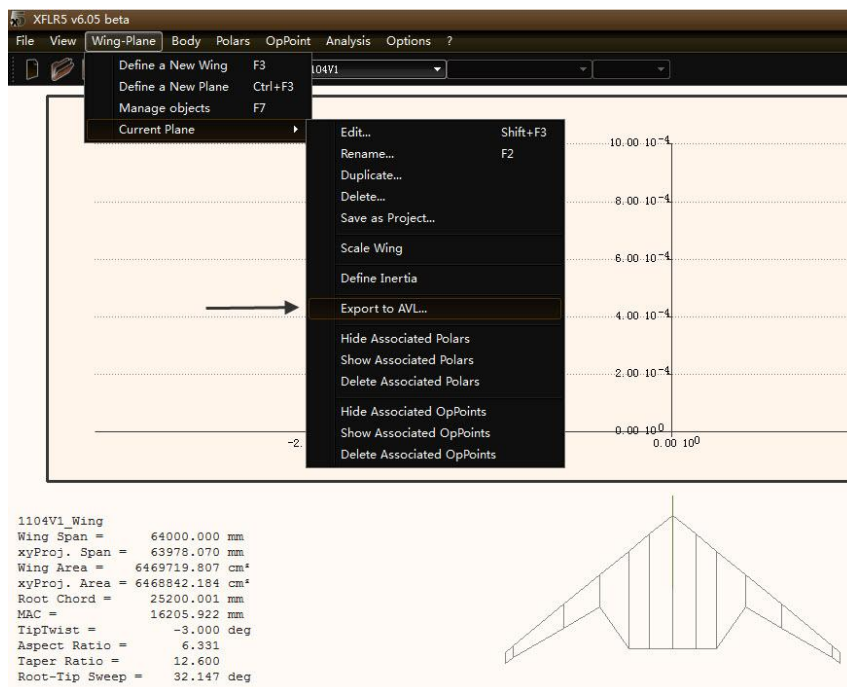 XFLR5 v6.05 beta
File View Wing-Plane Body Polars OpPoint Analysis Options ?
Define a New Wing F3
Define a New Plane Ctrl+F3
Manage objects F7
Current Plane
104V1
Edit... Shift+F3
Rename... F2
Duplicate...
Delete...
Save as Project...
Scale Wing
Define Inertia
Export to AVL...
Hide Associated Polars
Show Associated Polars
Delete Associated Polars
Hide Associated OpPoints
Show Associated OpPoints
Delete Associated OpPoints
10.00 10⁻⁴
8.00 10⁻⁴
6.00 10⁻⁴
4.00 10⁻⁴
2.00 10⁻⁴
0.00 10⁰
-2.
0.00 10⁰
1104V1_Wing
Wing Span = 64000.000 mm
xyProj. Span = 63978.070 mm
Wing Area = 6469719.807 cm²
xyProj. Area = 6468842.184 cm²
Root Chord = 25200.001 mm
MAC = 16205.922 mm
TipTwist = -3.000 deg
Aspect Ratio = 6.331
Taper Ratio = 12.600
Root-Tip Sweep = 32.147 deg